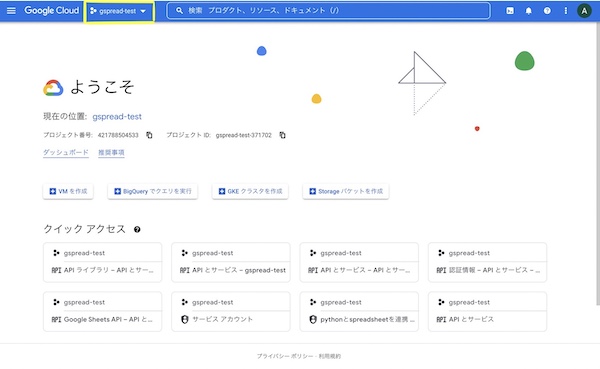 Google Cloud gspread-test 検索 プロダクト、リソース、ドキュメント (/) A
ようこそ
現在の位置: gspread-test
プロジェクト番号: 421788504533 プロジェクト ID: gspread-test-371702
ダッシュボード 推奨事項
VM を作成 BigQuery でクエリを実行 GKE クラスタを作成 Storage バケットを作成
クイック アクセス
gspread-test gspread-test gspread-test gspread-test
API API ライブラリ – API とサー... API API とサービス – gspread-test API API とサービス – API とサ... API 認証情報 – API とサービス – ...
gspread-test gspread-test gspread-test gspread-test
API Google Sheets API – API と... サービス アカウント pythonとspreadsheetを連携 ... API API とサービス
プライバシー ポリシー · 利用規約